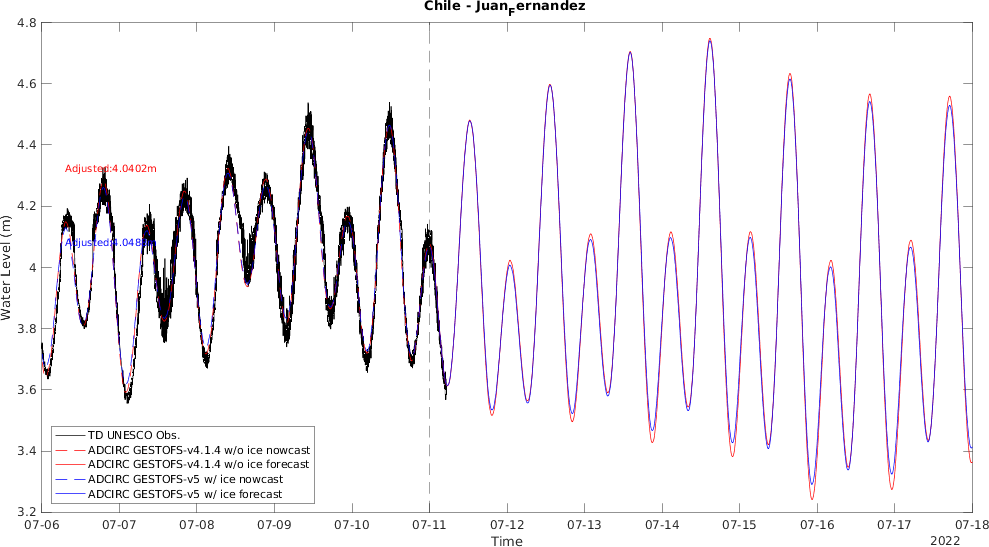 Chile - JuanFernandez
4.8
4.6
4.4
4.2
4
3.8
3.6
3.4
3.2
Water Level (m)
Adjusted:4.0402m
TD UNESCO Obs.
ADCIRC GESTOFS-v4.1.4 w/o ice nowcast
ADCIRC GESTOFS-v4.1.4 w/o ice forecast
ADCIRC GESTOFS-v5 w/ ice nowcast
ADCIRC GESTOFS-v5 w/ ice forecast
07-06 07-07 07-08 07-09 07-10 07-11 07-12 07-13 07-14 07-15 07-16 07-17 07-18
Time
2022